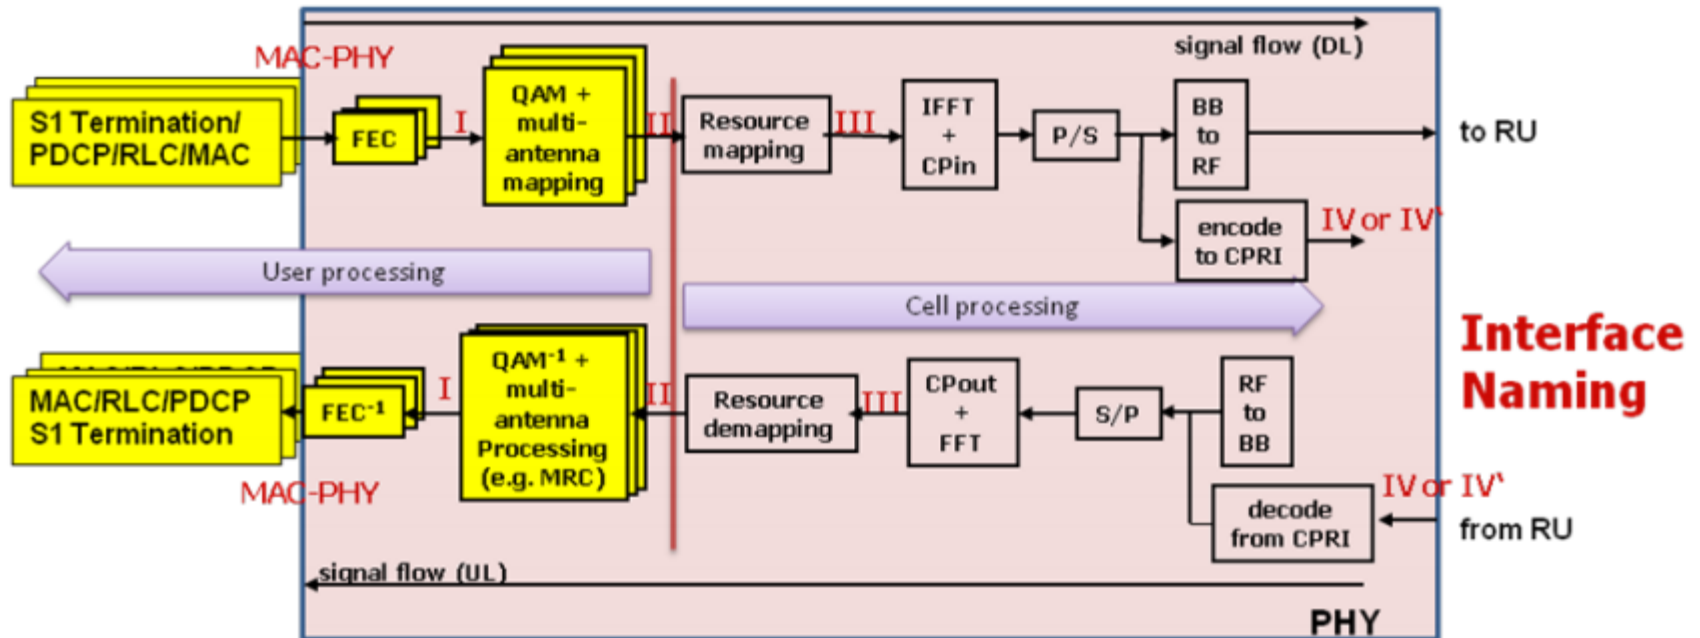 signal flow (DL)
MAC-PHY
S1 Termination/
PDCP/RLC/MAC
FEC
I
QAM +
multi-
antenna
mapping
II
Resource
mapping
III
IFFT
+
CPin
P/S
BB
to
RF
to RU
encode
to CPRI
IV or IV‘
User processing
Cell processing
Interface
Naming
MAC/RLC/PDCP
S1 Termination
FEC-1
I
QAM-1 +
multi-
antenna
Processing
(e.g. MRC)
II
Resource
demapping
III
CPout
+
FFT
S/P
RF
to
BB
MAC-PHY
IV or IV‘
decode
from CPRI
from RU
signal flow (UL)
PHY